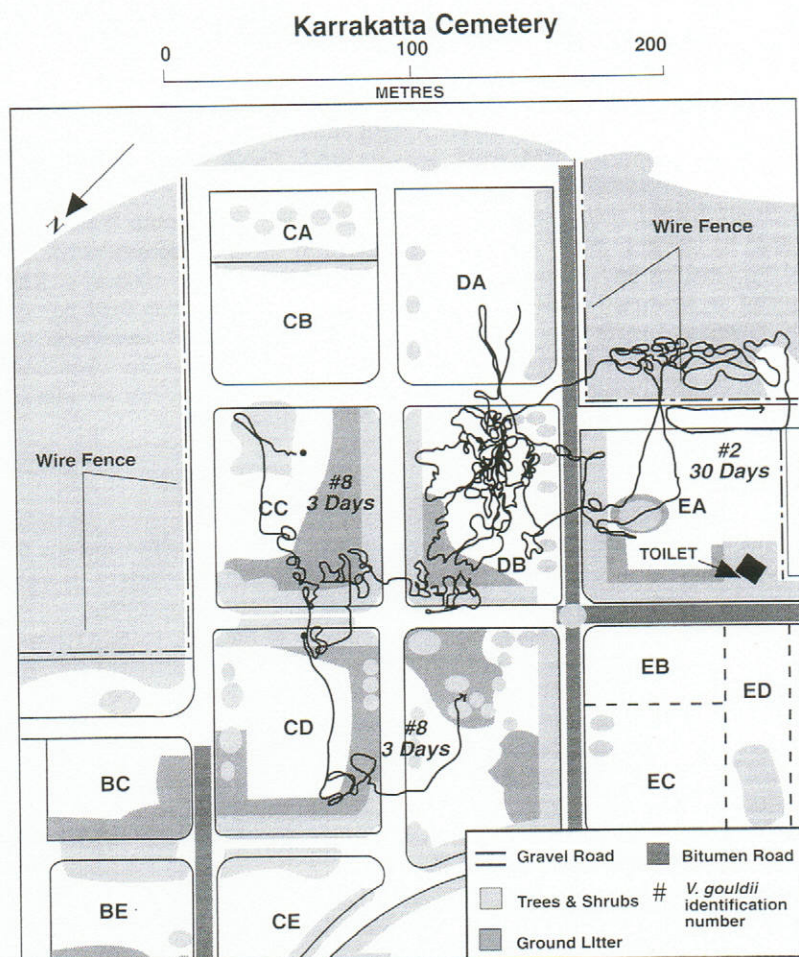 Karrakatta Cemetery
0 100 200
METRES
N
CA
CB
DA
Wire Fence
Wire Fence
#8
3 Days
CC
#2
30 Days
EA
DB
TOILET
EB
ED
CD
#8
3 Days
BC
EC
BE
CE
Gravel Road
Bitumen Road
Trees & Shrubs
# V. gouldii
identification
number
Ground LItter